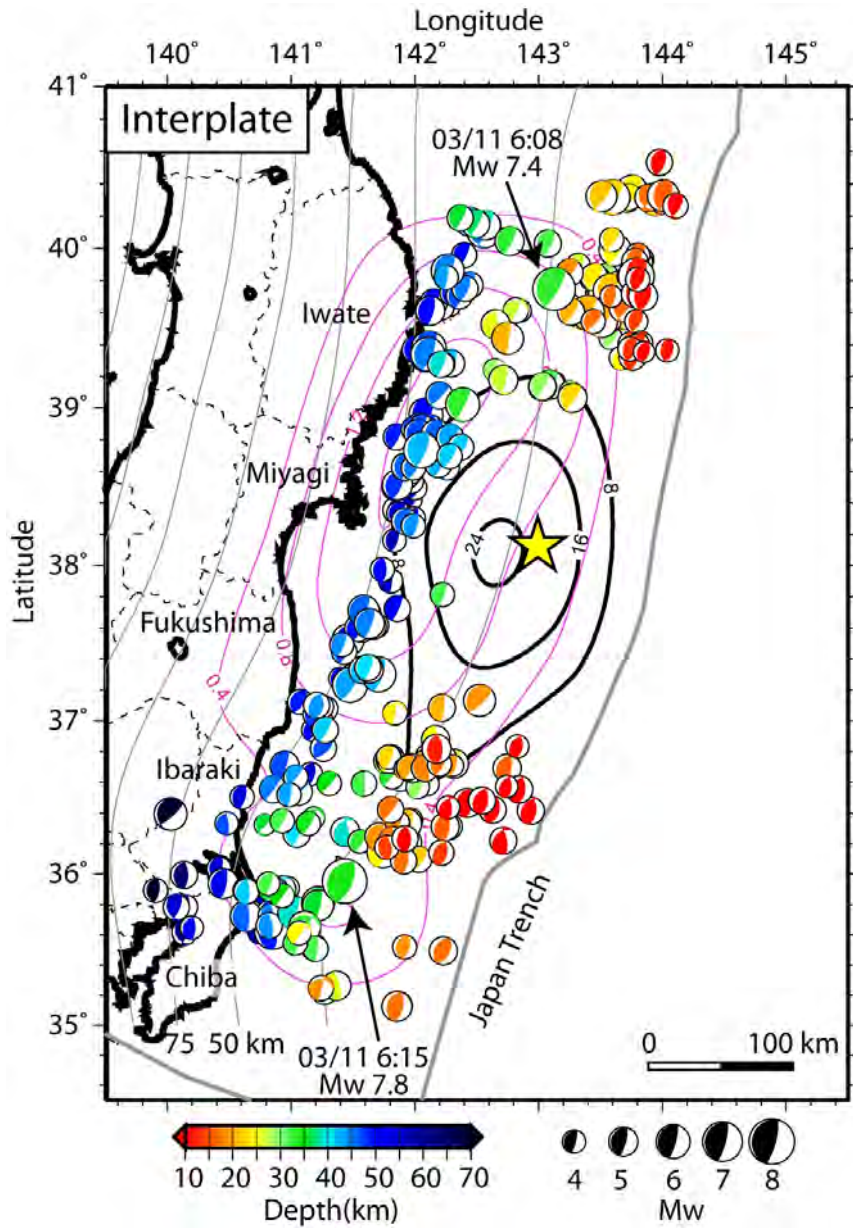 Longitude
140° 141° 142° 143° 144° 145°
41°
Interplate
03/11 6:08
Mw 7.4
40°
Iwate
39°
Miyagi
8
8
16
24
38°
Latitude
Fukushima
0.8
0.4
37°
Ibaraki
36°
Chiba
Japan Trench
35°
75 50 km
03/11 6:15
Mw 7.8
0 100 km
10 20 30 40 50 60 70
Depth(km)
4 5 6 7 8
Mw